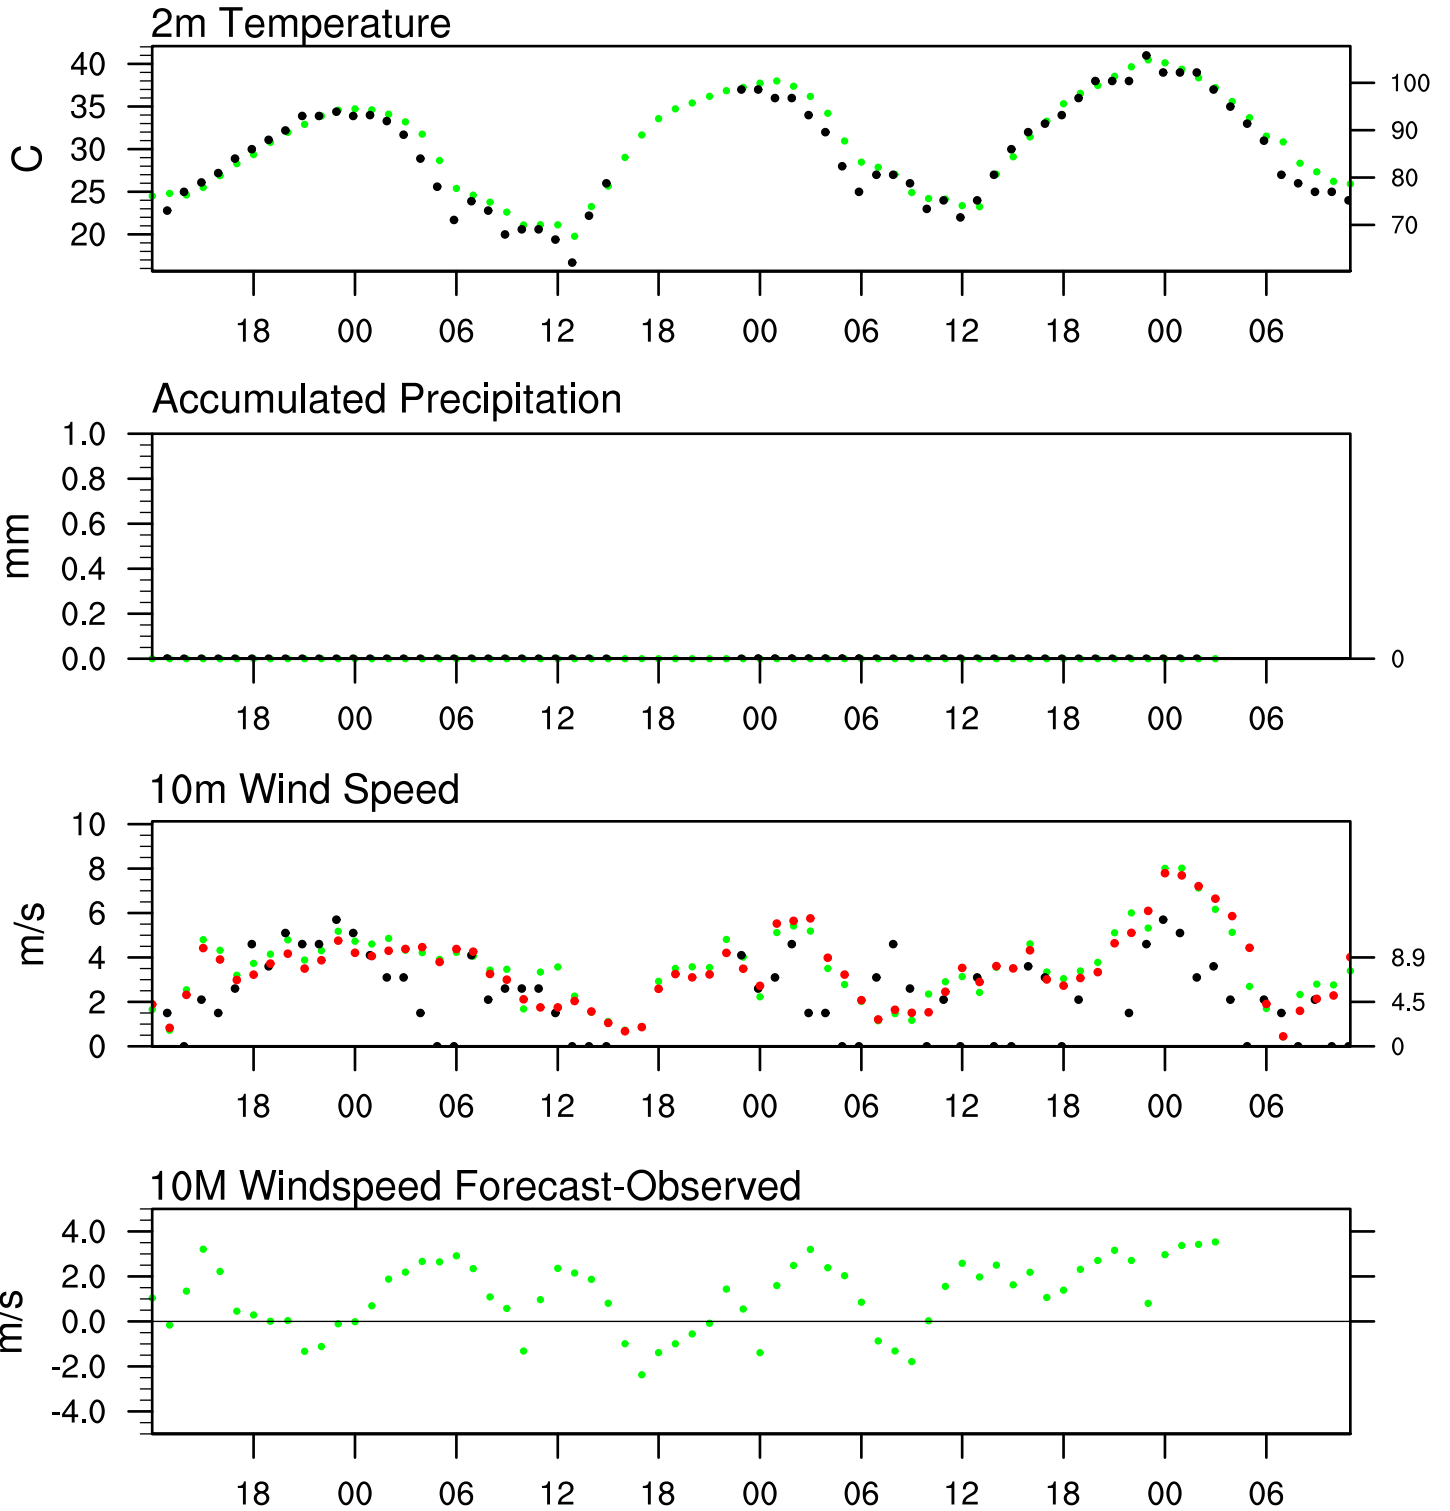 2m Temperature
40
35
30
25
20
C
100
90
80
70
18 00 06 12 18 00 06 12 18 00 06
Accumulated Precipitation
1.0
0.8
0.6
0.4
0.2
0.0
mm
0
18 00 06 12 18 00 06 12 18 00 06
10m Wind Speed
10
8
6
4
2
0
m/s
8.9
4.5
0
18 00 06 12 18 00 06 12 18 00 06
10M Windspeed Forecast-Observed
4.0
2.0
0.0
-2.0
-4.0
m/s
18 00 06 12 18 00 06 12 18 00 06